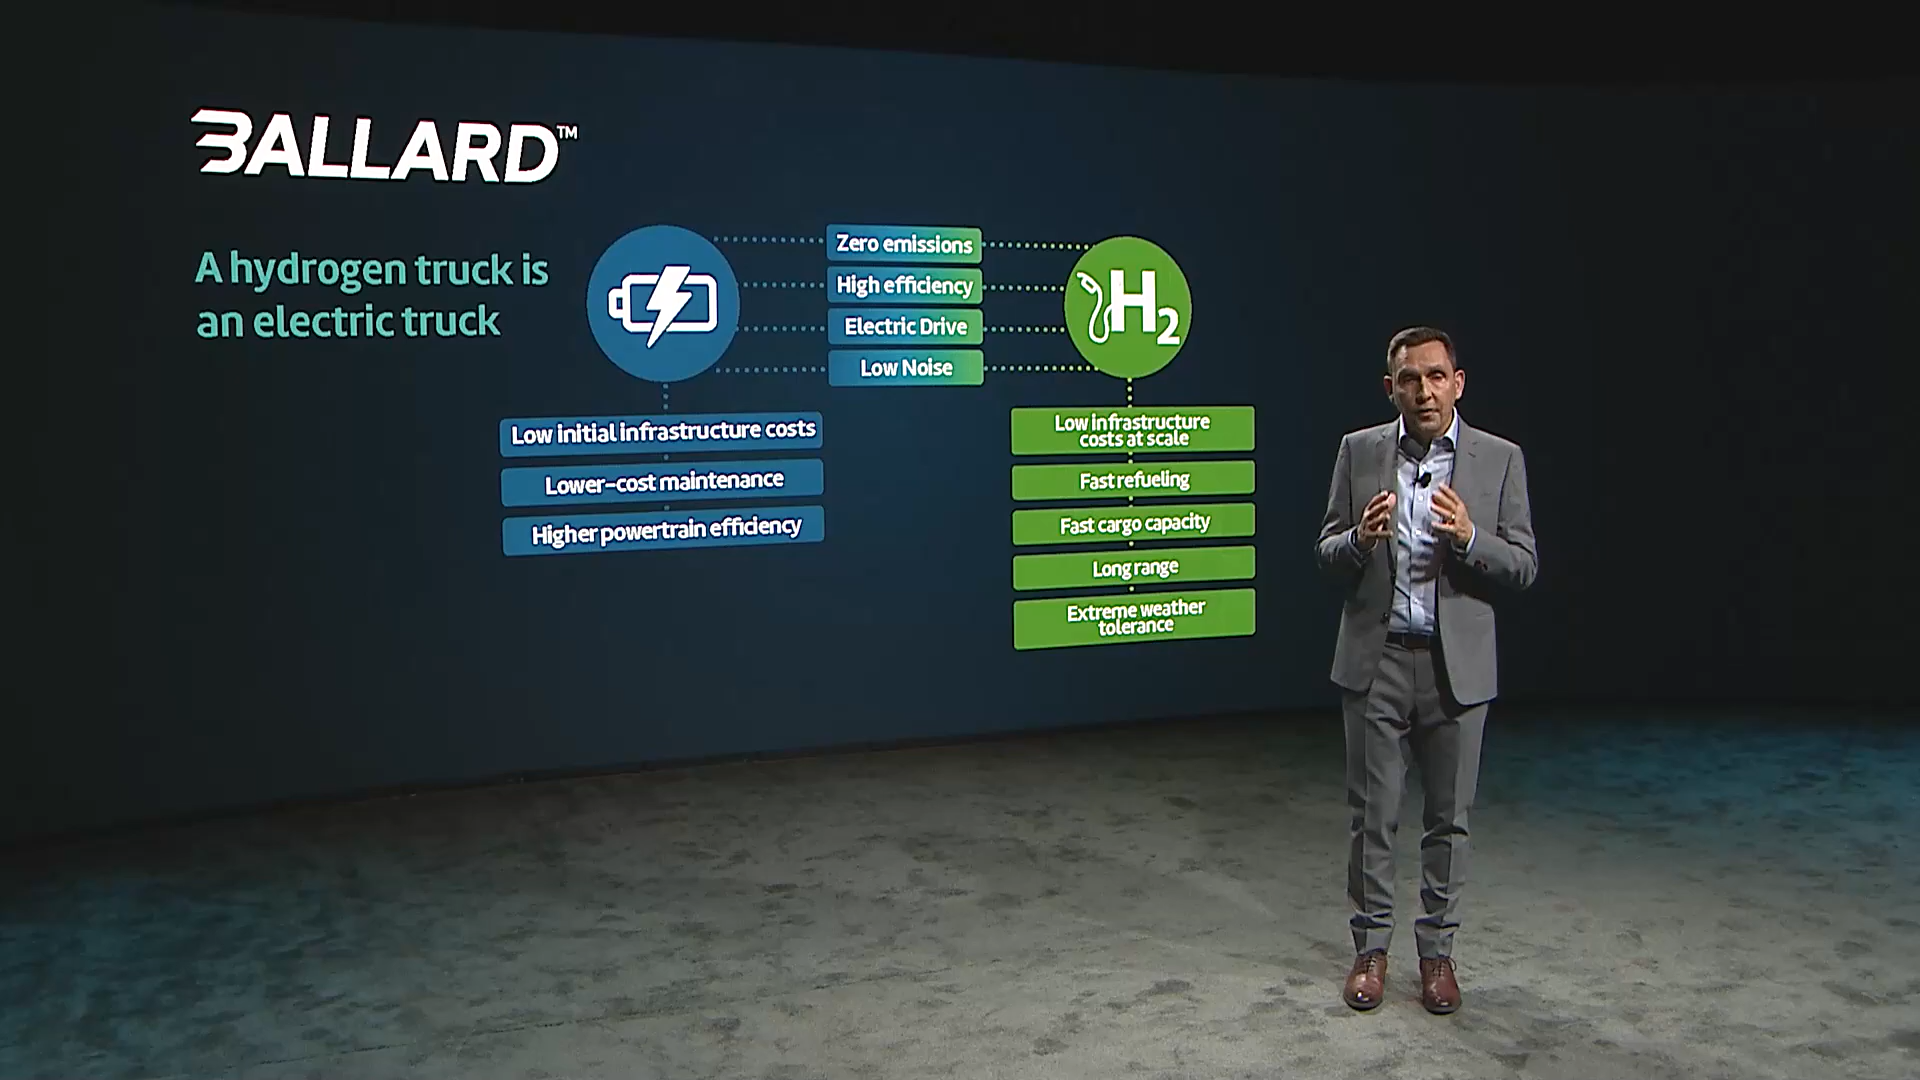 BALLARD™
A hydrogen truck is
an electric truck
Zero emissions
High efficiency
Electric Drive
Low Noise
H2
Low initial infrastructure costs
Lower-cost maintenance
Higher powertrain efficiency
Low infrastructure
costs at scale
Fast refueling
Fast cargo capacity
Long range
Extreme weather
tolerance